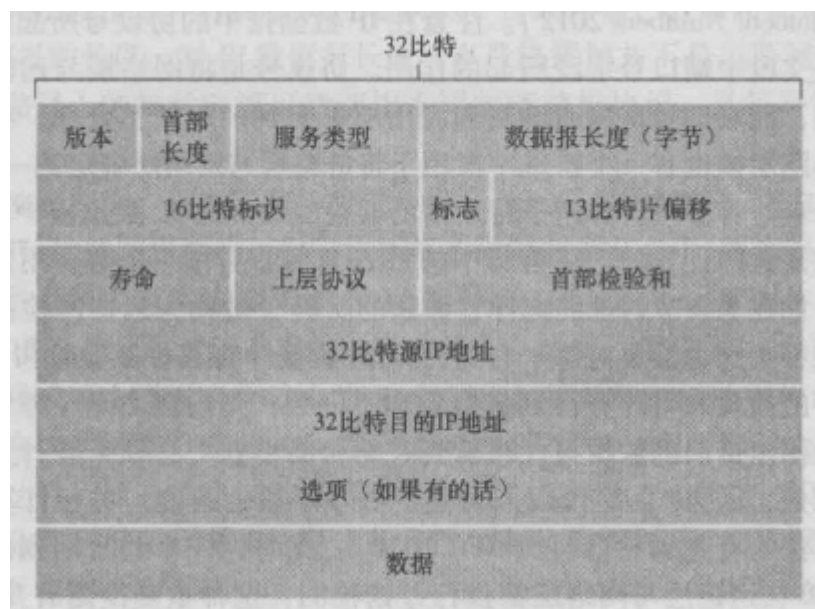 32比特
版本
首部
长度
服务类型
数据报长度（字节）
16比特标识
标志
13比特片偏移
寿命
上层协议
首部检验和
32比特源IP地址
32比特目的IP地址
选项（如果有的话）
数据